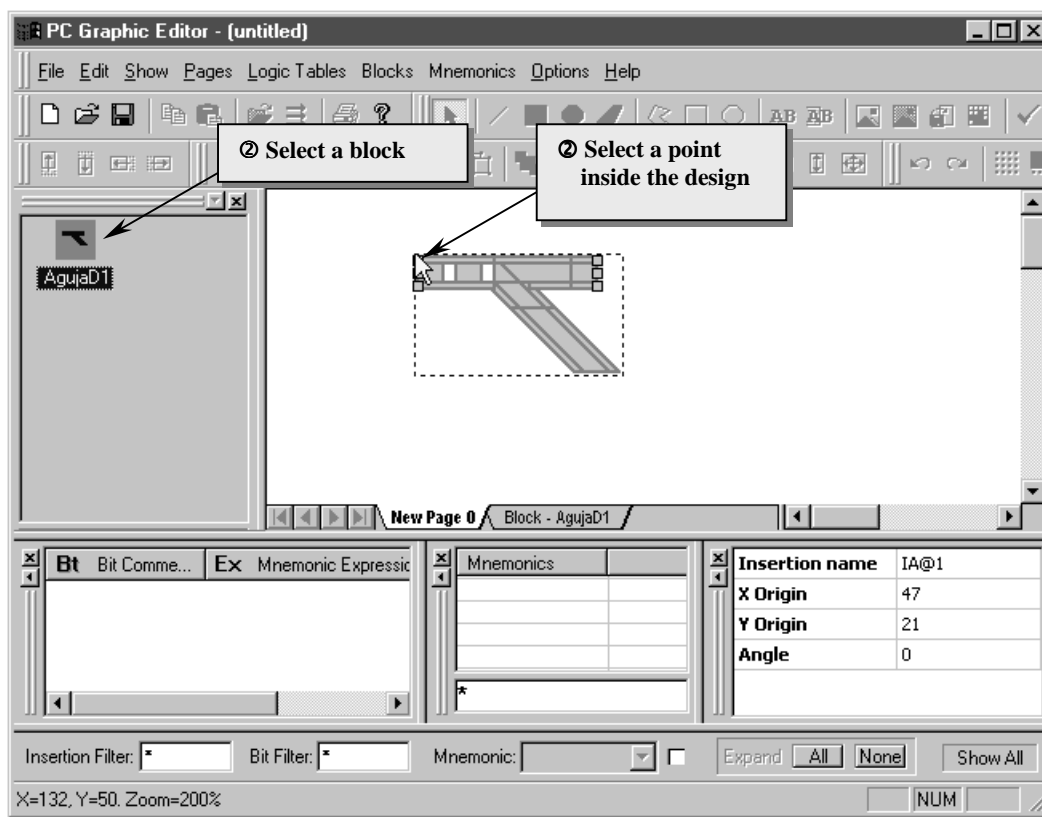 PC Graphic Editor - (untitled)
File Edit Show Pages Logic Tables Blocks Mnemonics Options Help
AB AB
② Select a block
② Select a point
inside the design
AgujaD1
New Page 0 Block - AgujaD1
Bt Bit Comme... Ex Mnemonic Expressic
Mnemonics
*
Insertion name IA@1
X Origin 47
Y Origin 21
Angle 0
Insertion Filter: * Bit Filter: * Mnemonic: Expand All None Show All
X=132, Y=50. Zoom=200% NUM